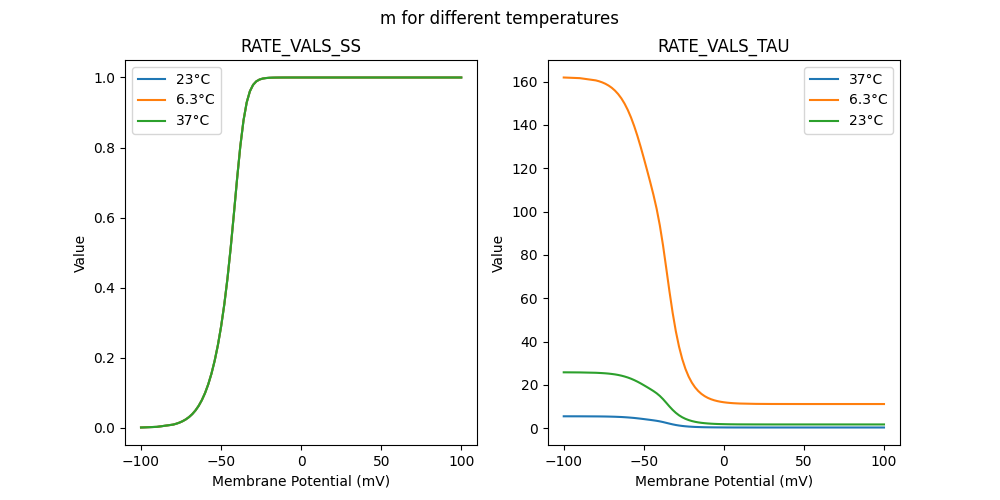 m for different temperatures
RATE_VALS_SS
1.0
0.8
0.6
0.4
0.2
0.0
Value
23°C
6.3°C
37°C
−100
−50
0
50
100
Membrane Potential (mV)
RATE_VALS_TAU
160
140
120
100
80
60
40
20
0
Value
37°C
6.3°C
23°C
−100
−50
0
50
100
Membrane Potential (mV)